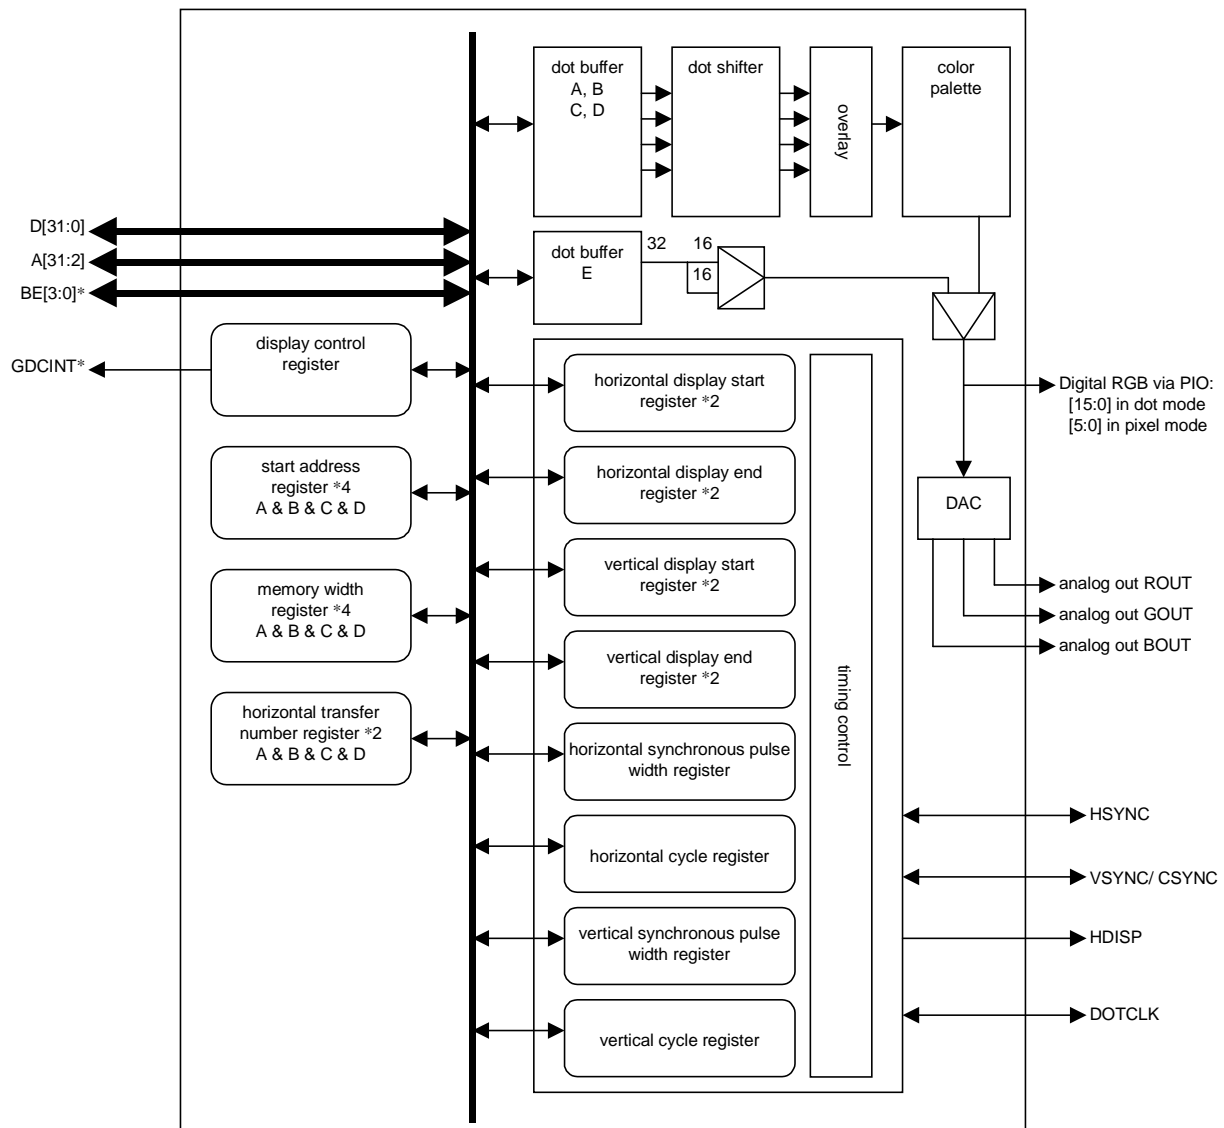 dot buffer
A, B
C, D
dot shifter
overlay
color
palette
D[31:0]
A[31:2]
BE[3:0]*
dot buffer
E
32
16
16
display control
register
GDCINT*
horizontal display start
register *2
Digital RGB via PIO:
[15:0] in dot mode
[5:0] in pixel mode
start address
register *4
A & B & C & D
horizontal display end
register *2
DAC
memory width
register *4
A & B & C & D
vertical display start
register *2
analog out ROUT
analog out GOUT
analog out BOUT
vertical display end
register *2
timing control
horizontal transfer
number register *2
A & B & C & D
horizontal synchronous pulse
width register
HSYNC
horizontal cycle register
VSYNC/ CSYNC
vertical synchronous pulse
width register
HDISP
DOTCLK
vertical cycle register